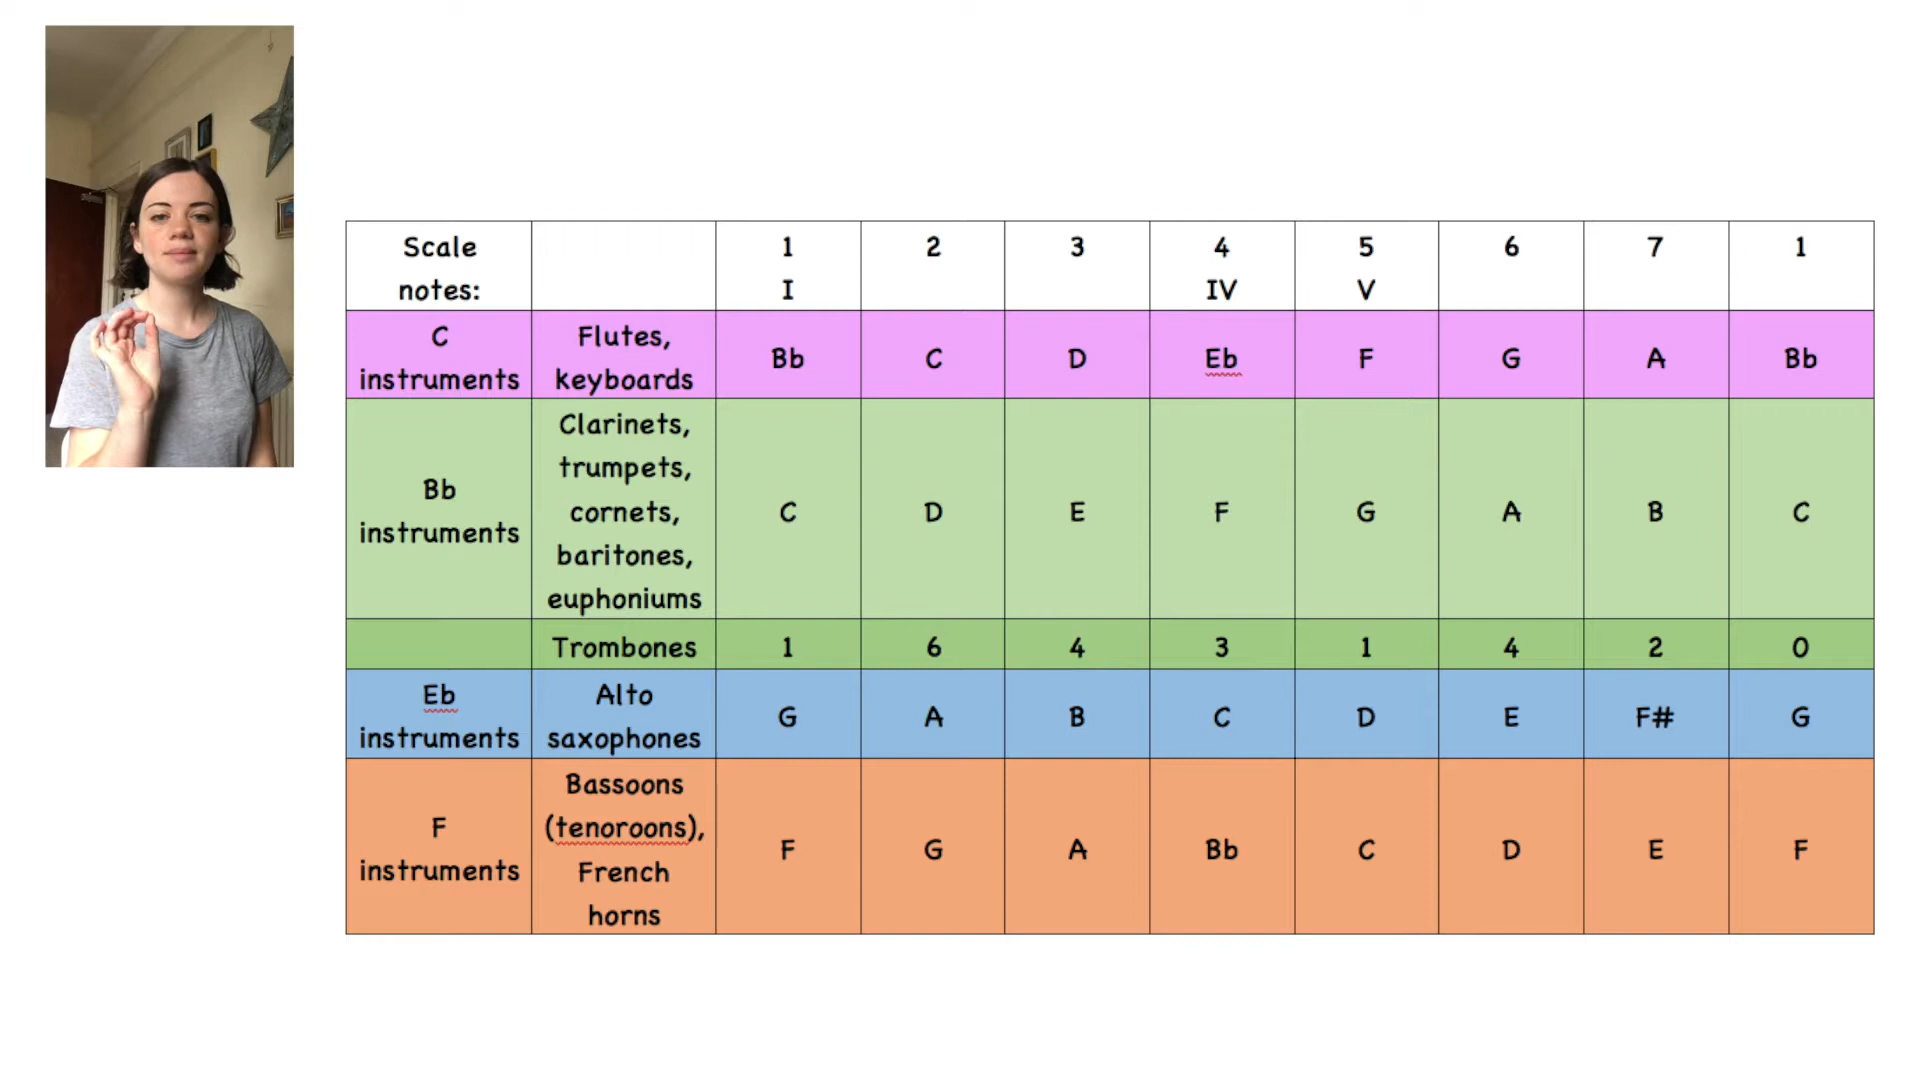 Scale notes: 1 I 2 3 4 IV 5 V 6 7 1
C instruments Flutes, keyboards Bb C D Eb F G A Bb
Bb instruments Clarinets, trumpets, cornets, baritones, euphoniums C D E F G A B C
Trombones 1 6 4 3 1 4 2 0
Eb instruments Alto saxophones G A B C D E F# G
F instruments Bassoons (tenoroons), French horns F G A Bb C D E F